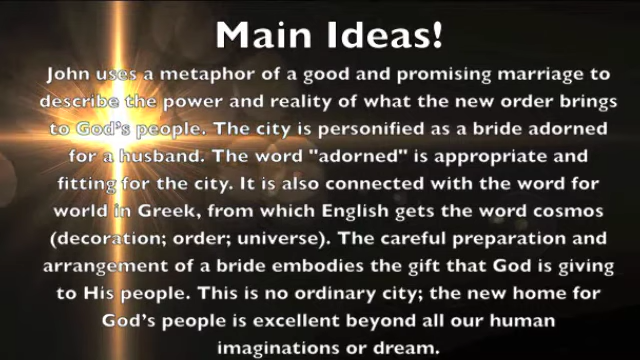 Main Ideas!
John uses a metaphor of a good and promising marriage to
describe the power and reality of what the new order brings
to God's people. The city is personified as a bride adorned
for a husband. The word "adorned" is appropriate and
fitting for the city. It is also connected with the word for
world in Greek, from which English gets the word cosmos
(decoration; order; universe). The careful preparation and
arrangement of a bride embodies the gift that God is giving
to His people. This is no ordinary city; the new home for
God's people is excellent beyond all our human
imaginations or dream.